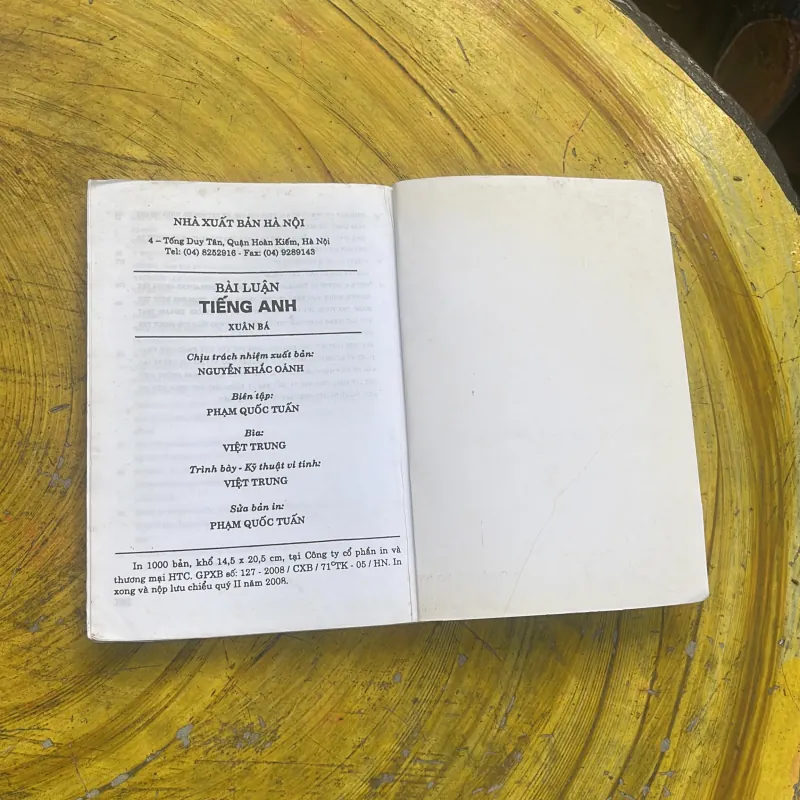 NHÀ XUẤT BẢN HÀ NỘI
4 – Tống Duy Tân, Quận Hoàn Kiếm, Hà Nội
Tel: (04) 8252916 - Fax: (04) 9289143
BÀI LUẬN
TIẾNG ANH
XUÂN BÁ
Chịu trách nhiệm xuất bản:
NGUYỄN KHẮC OÁNH
Biên tập:
PHẠM QUỐC TUẤN
Bìa:
VIỆT TRUNG
Trình bày - Kỹ thuật vi tính:
VIỆT TRUNG
Sửa bản in:
PHẠM QUỐC TUẤN
In 1000 bản, khổ 14,5 x 20,5 cm, tại Công ty cổ phần in và
thương mại HTC. GPXB số: 127 - 2008 / CXB / 71ºTK - 05 / HN. In
xong và nộp lưu chiểu quý II năm 2008.